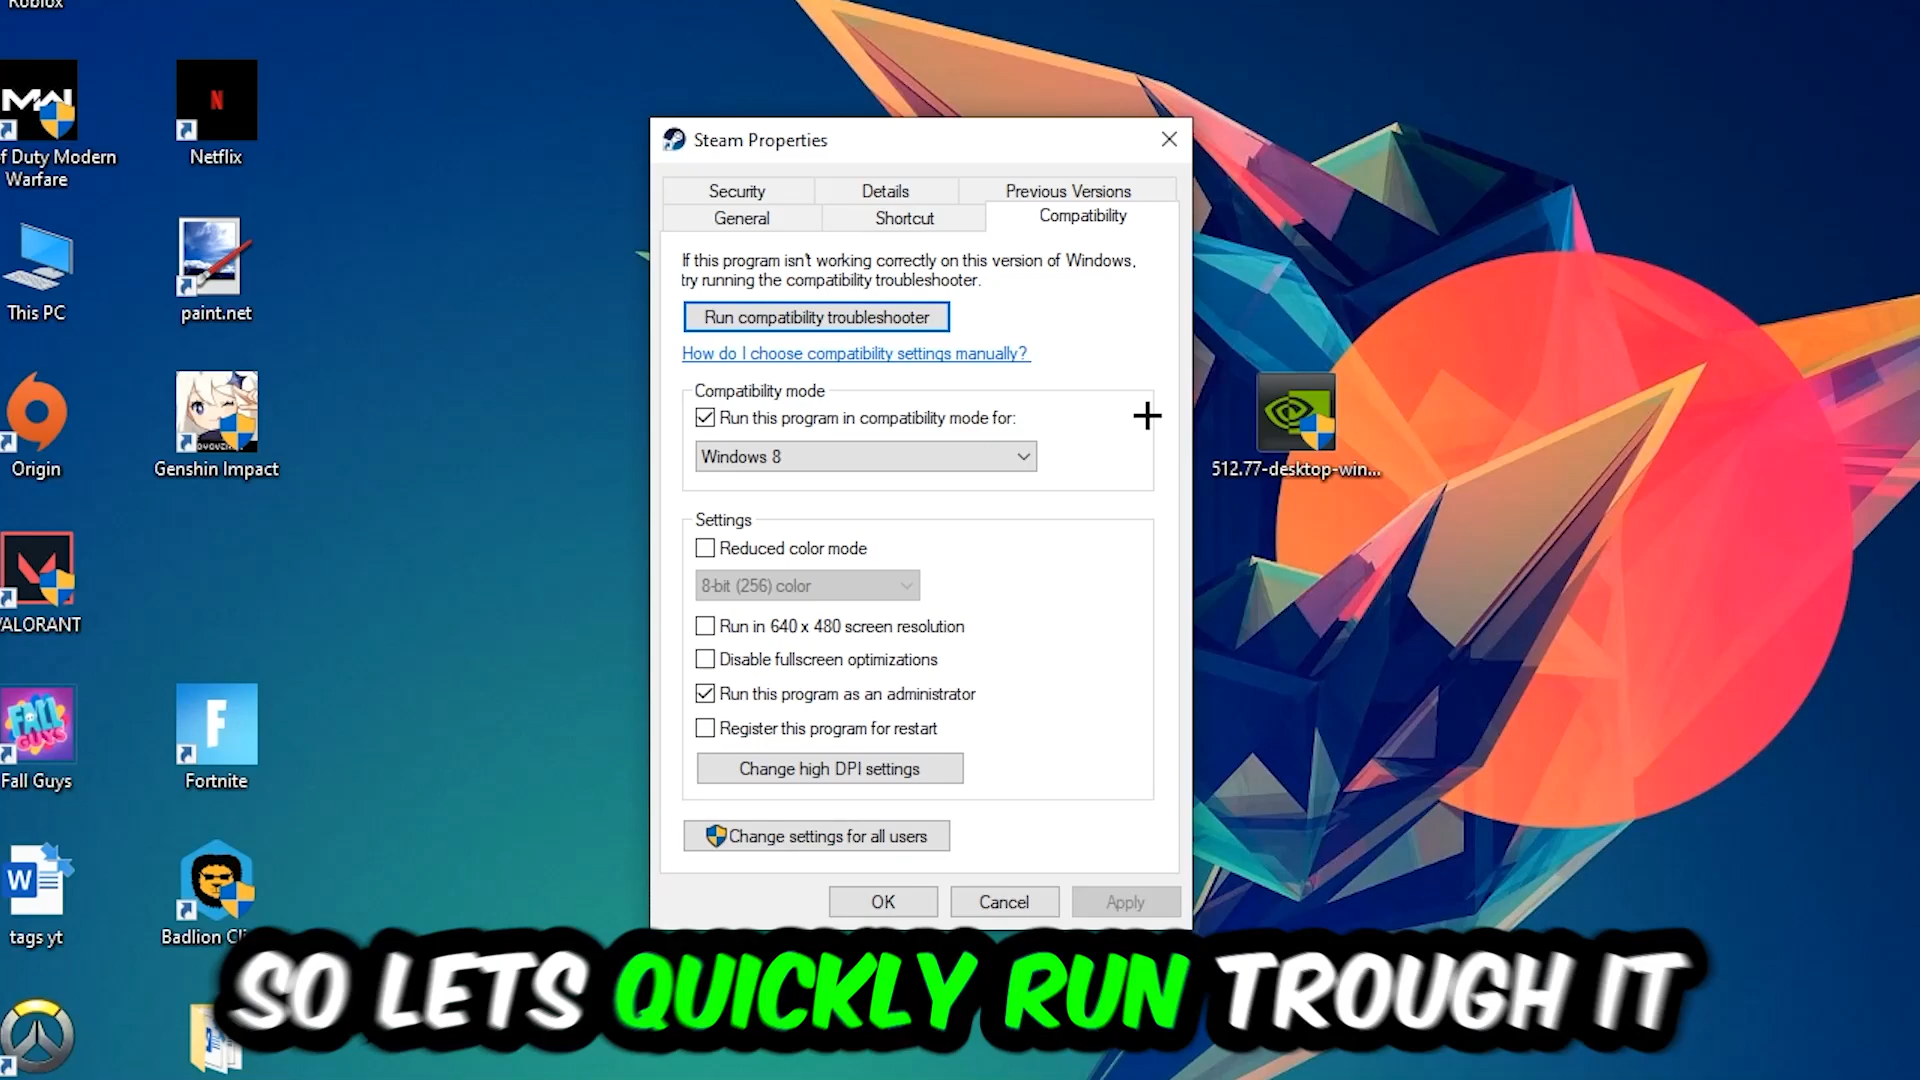 Roblox
MW
f Duty Modern
Warfare
N
Netflix
This PC
paint.net
Origin
Genshin Impact
VALORANT
FALL
GUYS
Fall Guys
F
Fortnite
W
tags yt
Badlion Cli
Steam Properties
Security
Details
Previous Versions
General
Shortcut
Compatibility
If this program isn't working correctly on this version of Windows,
try running the compatibility troubleshooter.
Run compatibility troubleshooter
How do I choose compatibility settings manually?
Compatibility mode
Run this program in compatibility mode for:
Windows 8
Settings
Reduced color mode
8-bit (256) color
Run in 640 x 480 screen resolution
Disable fullscreen optimizations
Run this program as an administrator
Register this program for restart
Change high DPI settings
Change settings for all users
OK
Cancel
Apply
512.77-desktop-win...
SO LETS QUICKLY RUN TROUGH IT